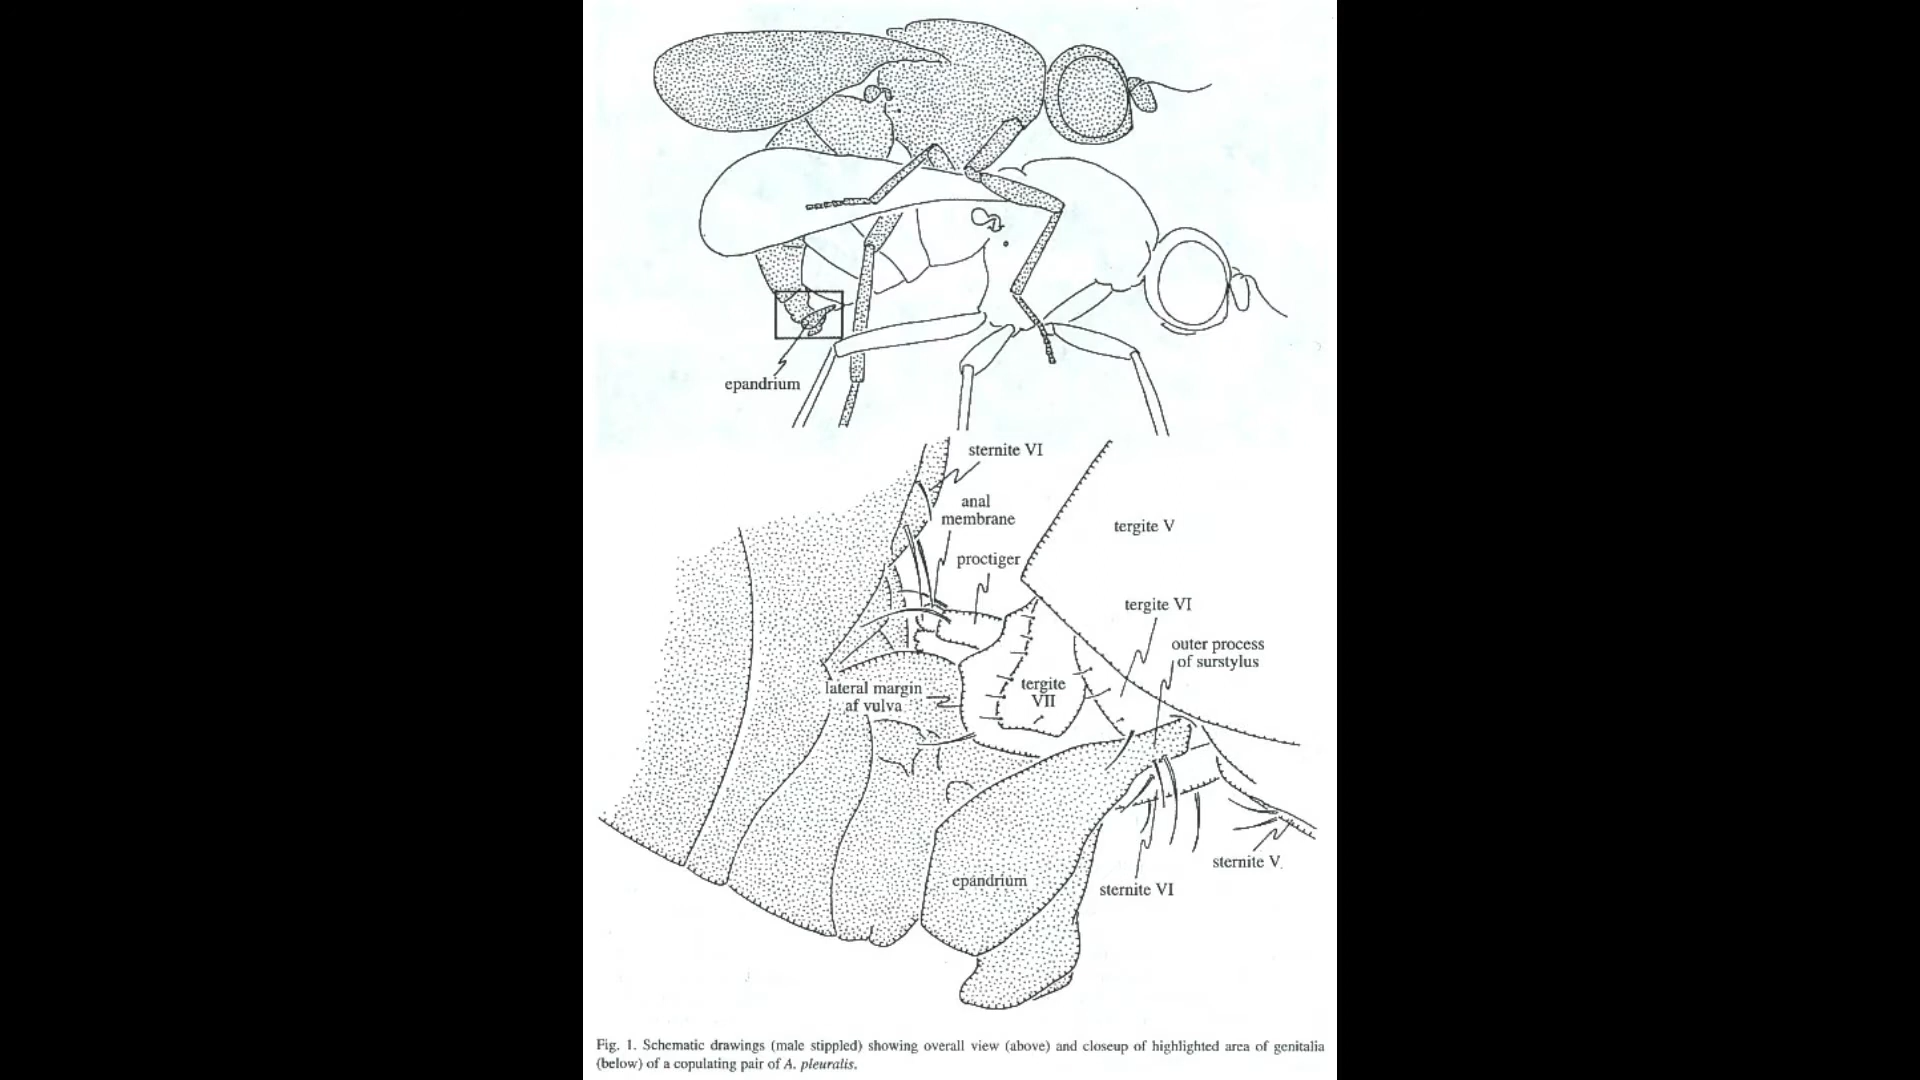 epandrium
sternite VI
anal
membrane
tergite V
proctiger
tergite VI
outer process
of surstylus
lateral margin
af vulva
tergite
VII
sternite V.
epandrium
sternite VI
Fig. 1. Schematic drawings (male stippled) showing overall view (above) and closeup of highlighted area of genitalia
(below) of a copulating pair of A. pleuralis.